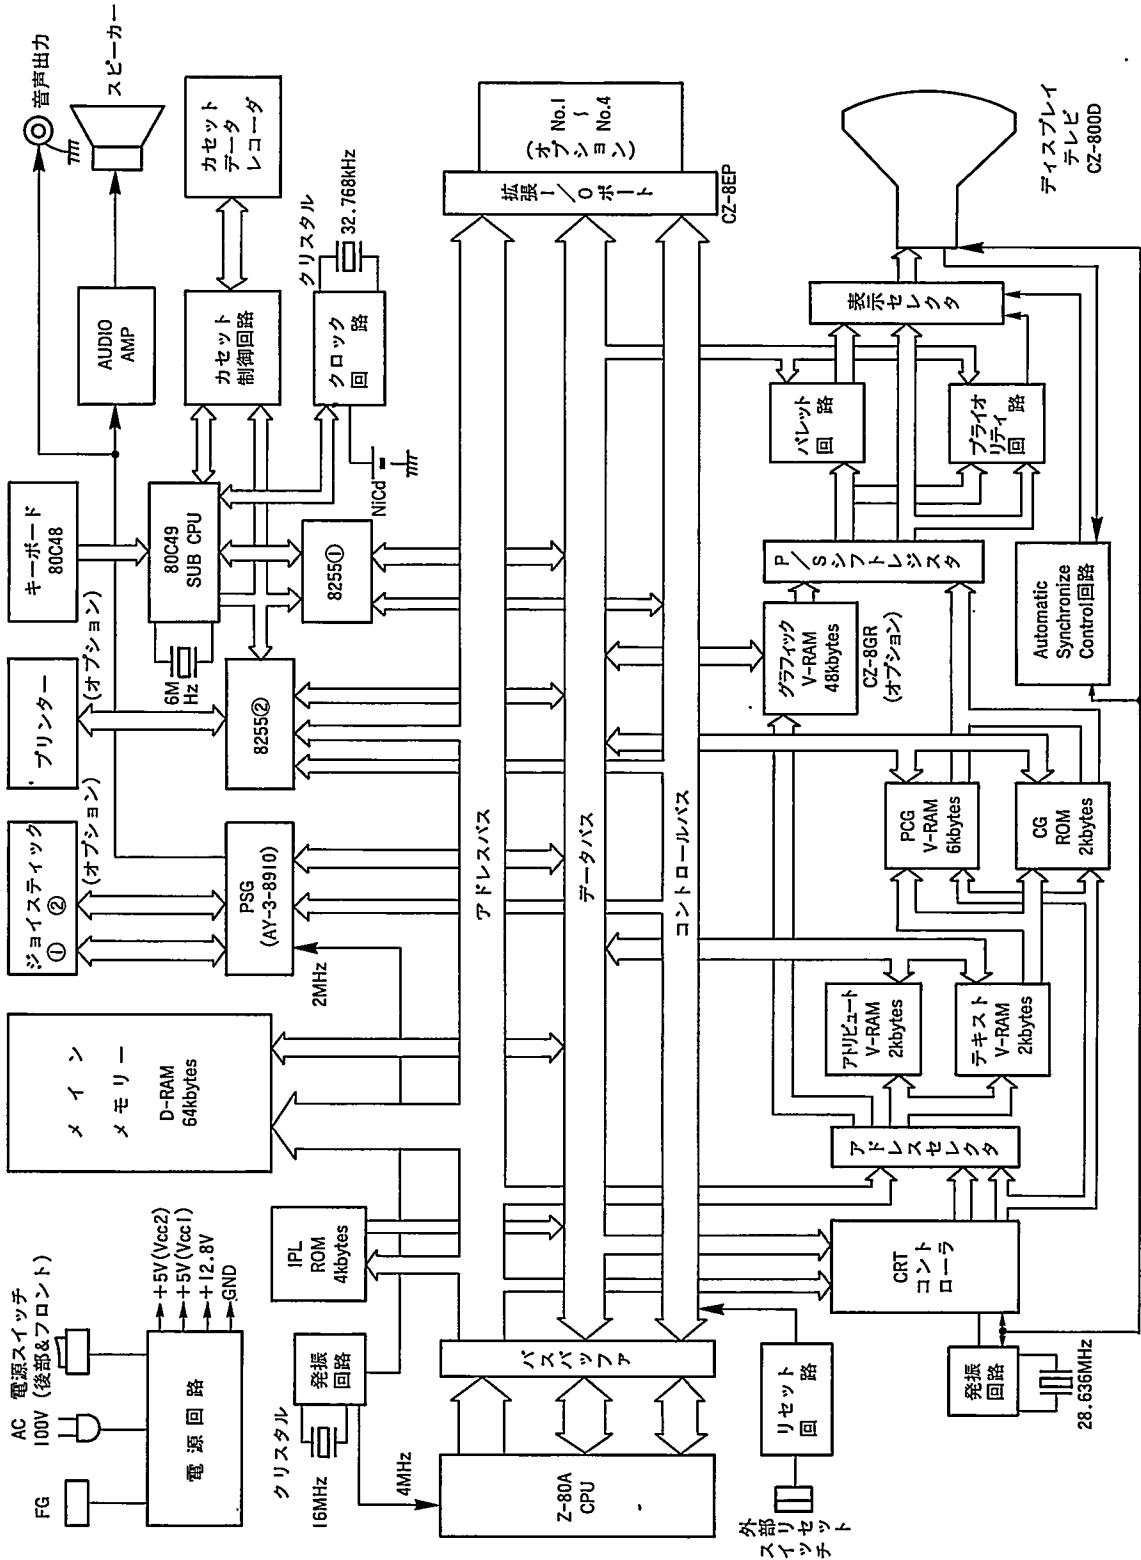 FG
AC
100V
電源スイッチ
(後部&フロント)
電源回路
+5V(Vcc2)
+5V(Vcc1)
+12.8V
GND
メイン
メモリー
D-RAM
64kbytes
ジョイスティック
①  ②
(オプション)
プリンター
(オプション)
キーボード
80C48
音声出力
スピーカー
AUDIO
AMP
カセット
データ
レコーダ
クリスタル
16MHz
発振
回路
4MHz
IPL
ROM
4kbytes
2MHz
PSG
(AY-3-8910)
8255②
6M
Hz
80C49
SUB CPU
8255①
カセット
制御回路
クロック
回路
クリスタル
32.768kHz
NiCd
Z-80A
CPU
バスバッファ
アドレスバス
データバス
コントロールバス
拡張I/Oポート
CZ-8EP
No.1
〜
No.4
(オプション)
外部リセット
スイッチ
リセット
回路
発振
回路
28.636MHz
CRT
コント
ローラ
アドレスセレクタ
アトリビュート
V-RAM
2kbytes
テキスト
V-RAM
2kbytes
PCG
V-RAM
6kbytes
CG
ROM
2kbytes
グラフィック
V-RAM
48kbytes
CZ-8GR
(オプション)
P/Sシフトレジスタ
Automatic
Synchronize
Control回路
パレット
回路
プライオ
リティ
回路
表示セレクタ
ディスプレイ
テレビ
CZ-800D